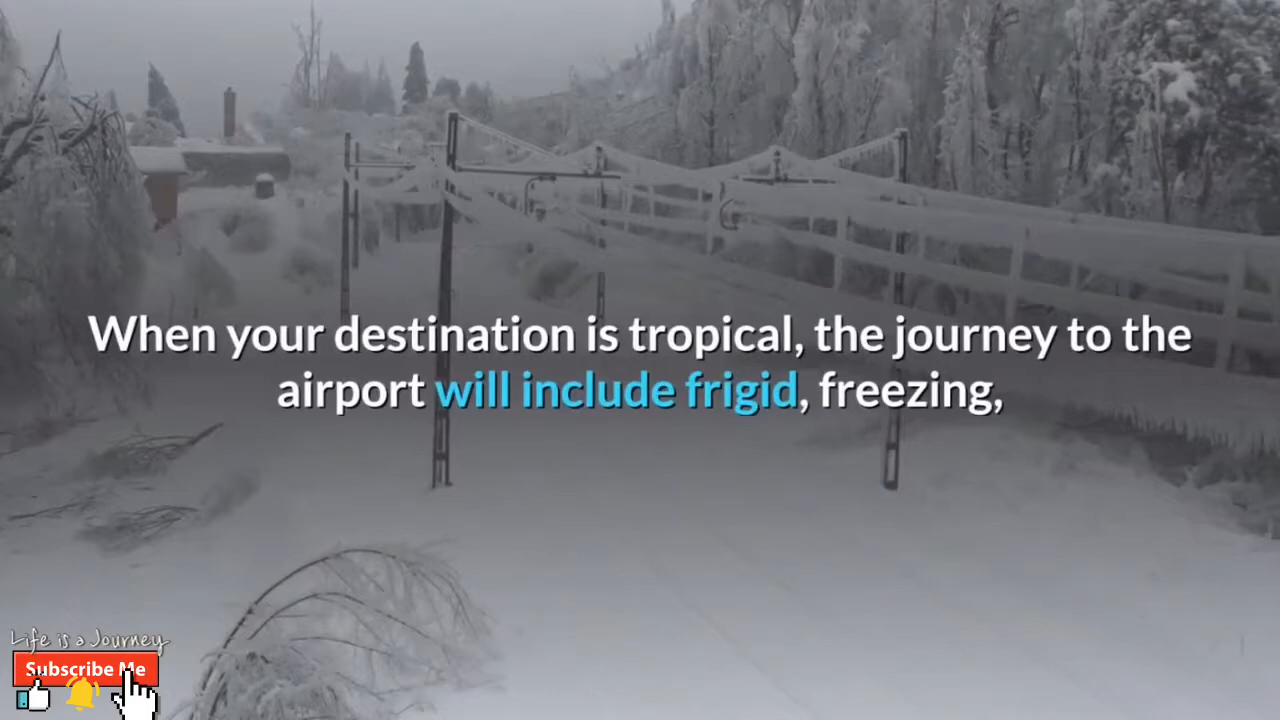 When your destination is tropical, the journey to the
airport will include frigid, freezing,
Life is a Journey
Subscribe Me